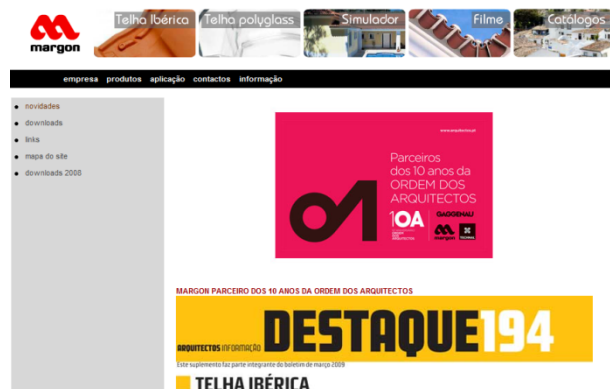 margon
Telha Ibérica
Telha polyglass
Simulador
Filme
Catálogos
empresa produtos aplicação contactos informação
novidades
downloads
links
mapa do site
downloads 2008
www.arquitectos.pt
Parceiros
dos 10 anos da
ORDEM DOS
ARQUITECTOS
10A
GAGGENAU
margon
MARGON PARCEIRO DOS 10 ANOS DA ORDEM DOS ARQUITECTOS
ARQUITECTOS INFORMAÇÃO DESTAQUE194
Este suplemento faz parte integrante do boletim de março 2009
TELHA IBÉRICA